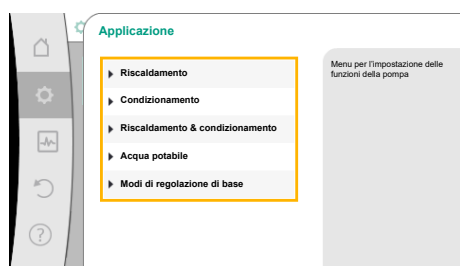 Applicazione
Riscaldamento
Condizionamento
Riscaldamento & condizionamento
Acqua potabile
Modi di regolazione di base
Menu per l'impostazione delle
funzioni della pompa
?